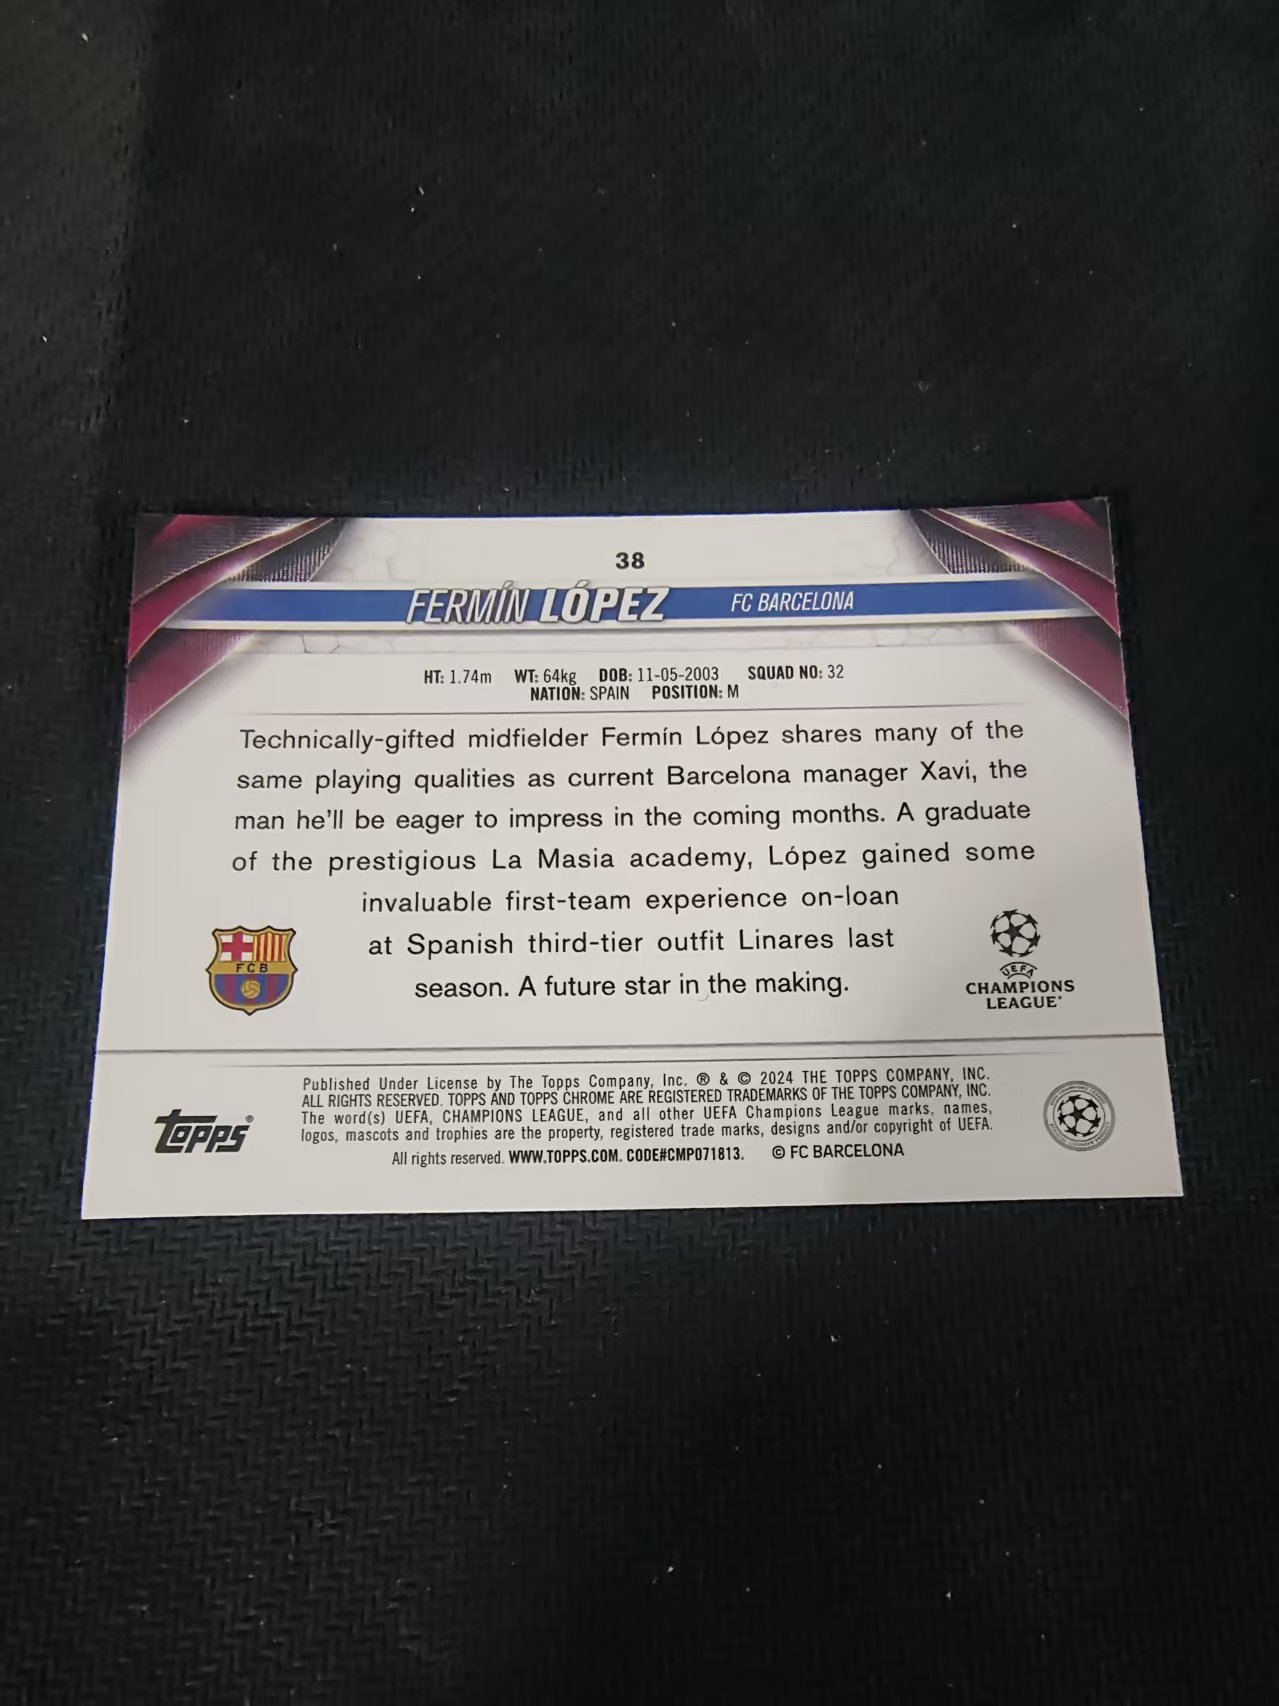 38
FERMÍN LÓPEZ FC BARCELONA
HT: 1.74m WT: 64kg DOB: 11-05-2003 SQUAD NO: 32
NATION: SPAIN POSITION: M
Technically-gifted midfielder Fermín López shares many of the
same playing qualities as current Barcelona manager Xavi, the
man he'll be eager to impress in the coming months. A graduate
of the prestigious La Masia academy, López gained some
invaluable first-team experience on-loan
at Spanish third-tier outfit Linares last
season. A future star in the making.
FCB
UEFA
CHAMPIONS
LEAGUE®
Published Under License by The Topps Company, Inc. ® & © 2024 THE TOPPS COMPANY, INC.
ALL RIGHTS RESERVED. TOPPS AND TOPPS CHROME ARE REGISTERED TRADEMARKS OF THE TOPPS COMPANY, INC.
The word(s) UEFA, CHAMPIONS LEAGUE, and all other UEFA Champions League marks, names,
logos, mascots and trophies are the property, registered trade marks, designs and/or copyright of UEFA.
All rights reserved. WWW.TOPPS.COM. CODE#CMP071813. © FC BARCELONA
Topps®